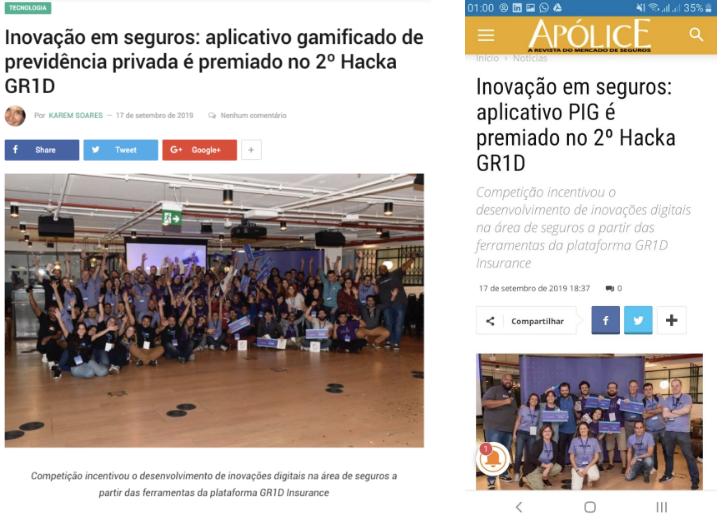 TECNOLOGIA
Inovação em seguros: aplicativo gamificado de
previdência privada é premiado no 2º Hacka
GR1D
Por KAREM SOARES — 17 de setembro de 2019 Nenhum comentário
f Share
Tweet
G+ Google+
+
Competição incentivou o desenvolvimento de inovações digitais na área de seguros a
partir das ferramentas da plataforma GR1D Insurance
01:00 35%
APÓLICE
A REVISTA DO MERCADO DE SEGUROS
Início › Notícias
Inovação em seguros:
aplicativo PIG é
premiado no 2º Hacka
GR1D
Competição incentivou o
desenvolvimento de inovações digitais
na área de seguros a partir das
ferramentas da plataforma GR1D
Insurance
17 de setembro de 2019 18:37 0
Compartilhar
1